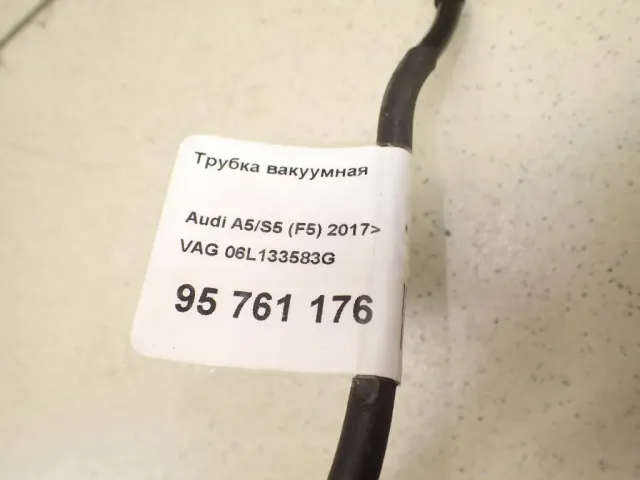 Трубка вакуумная
Audi A5/S5 (F5) 2017>
VAG 06L133583G
95 761 176